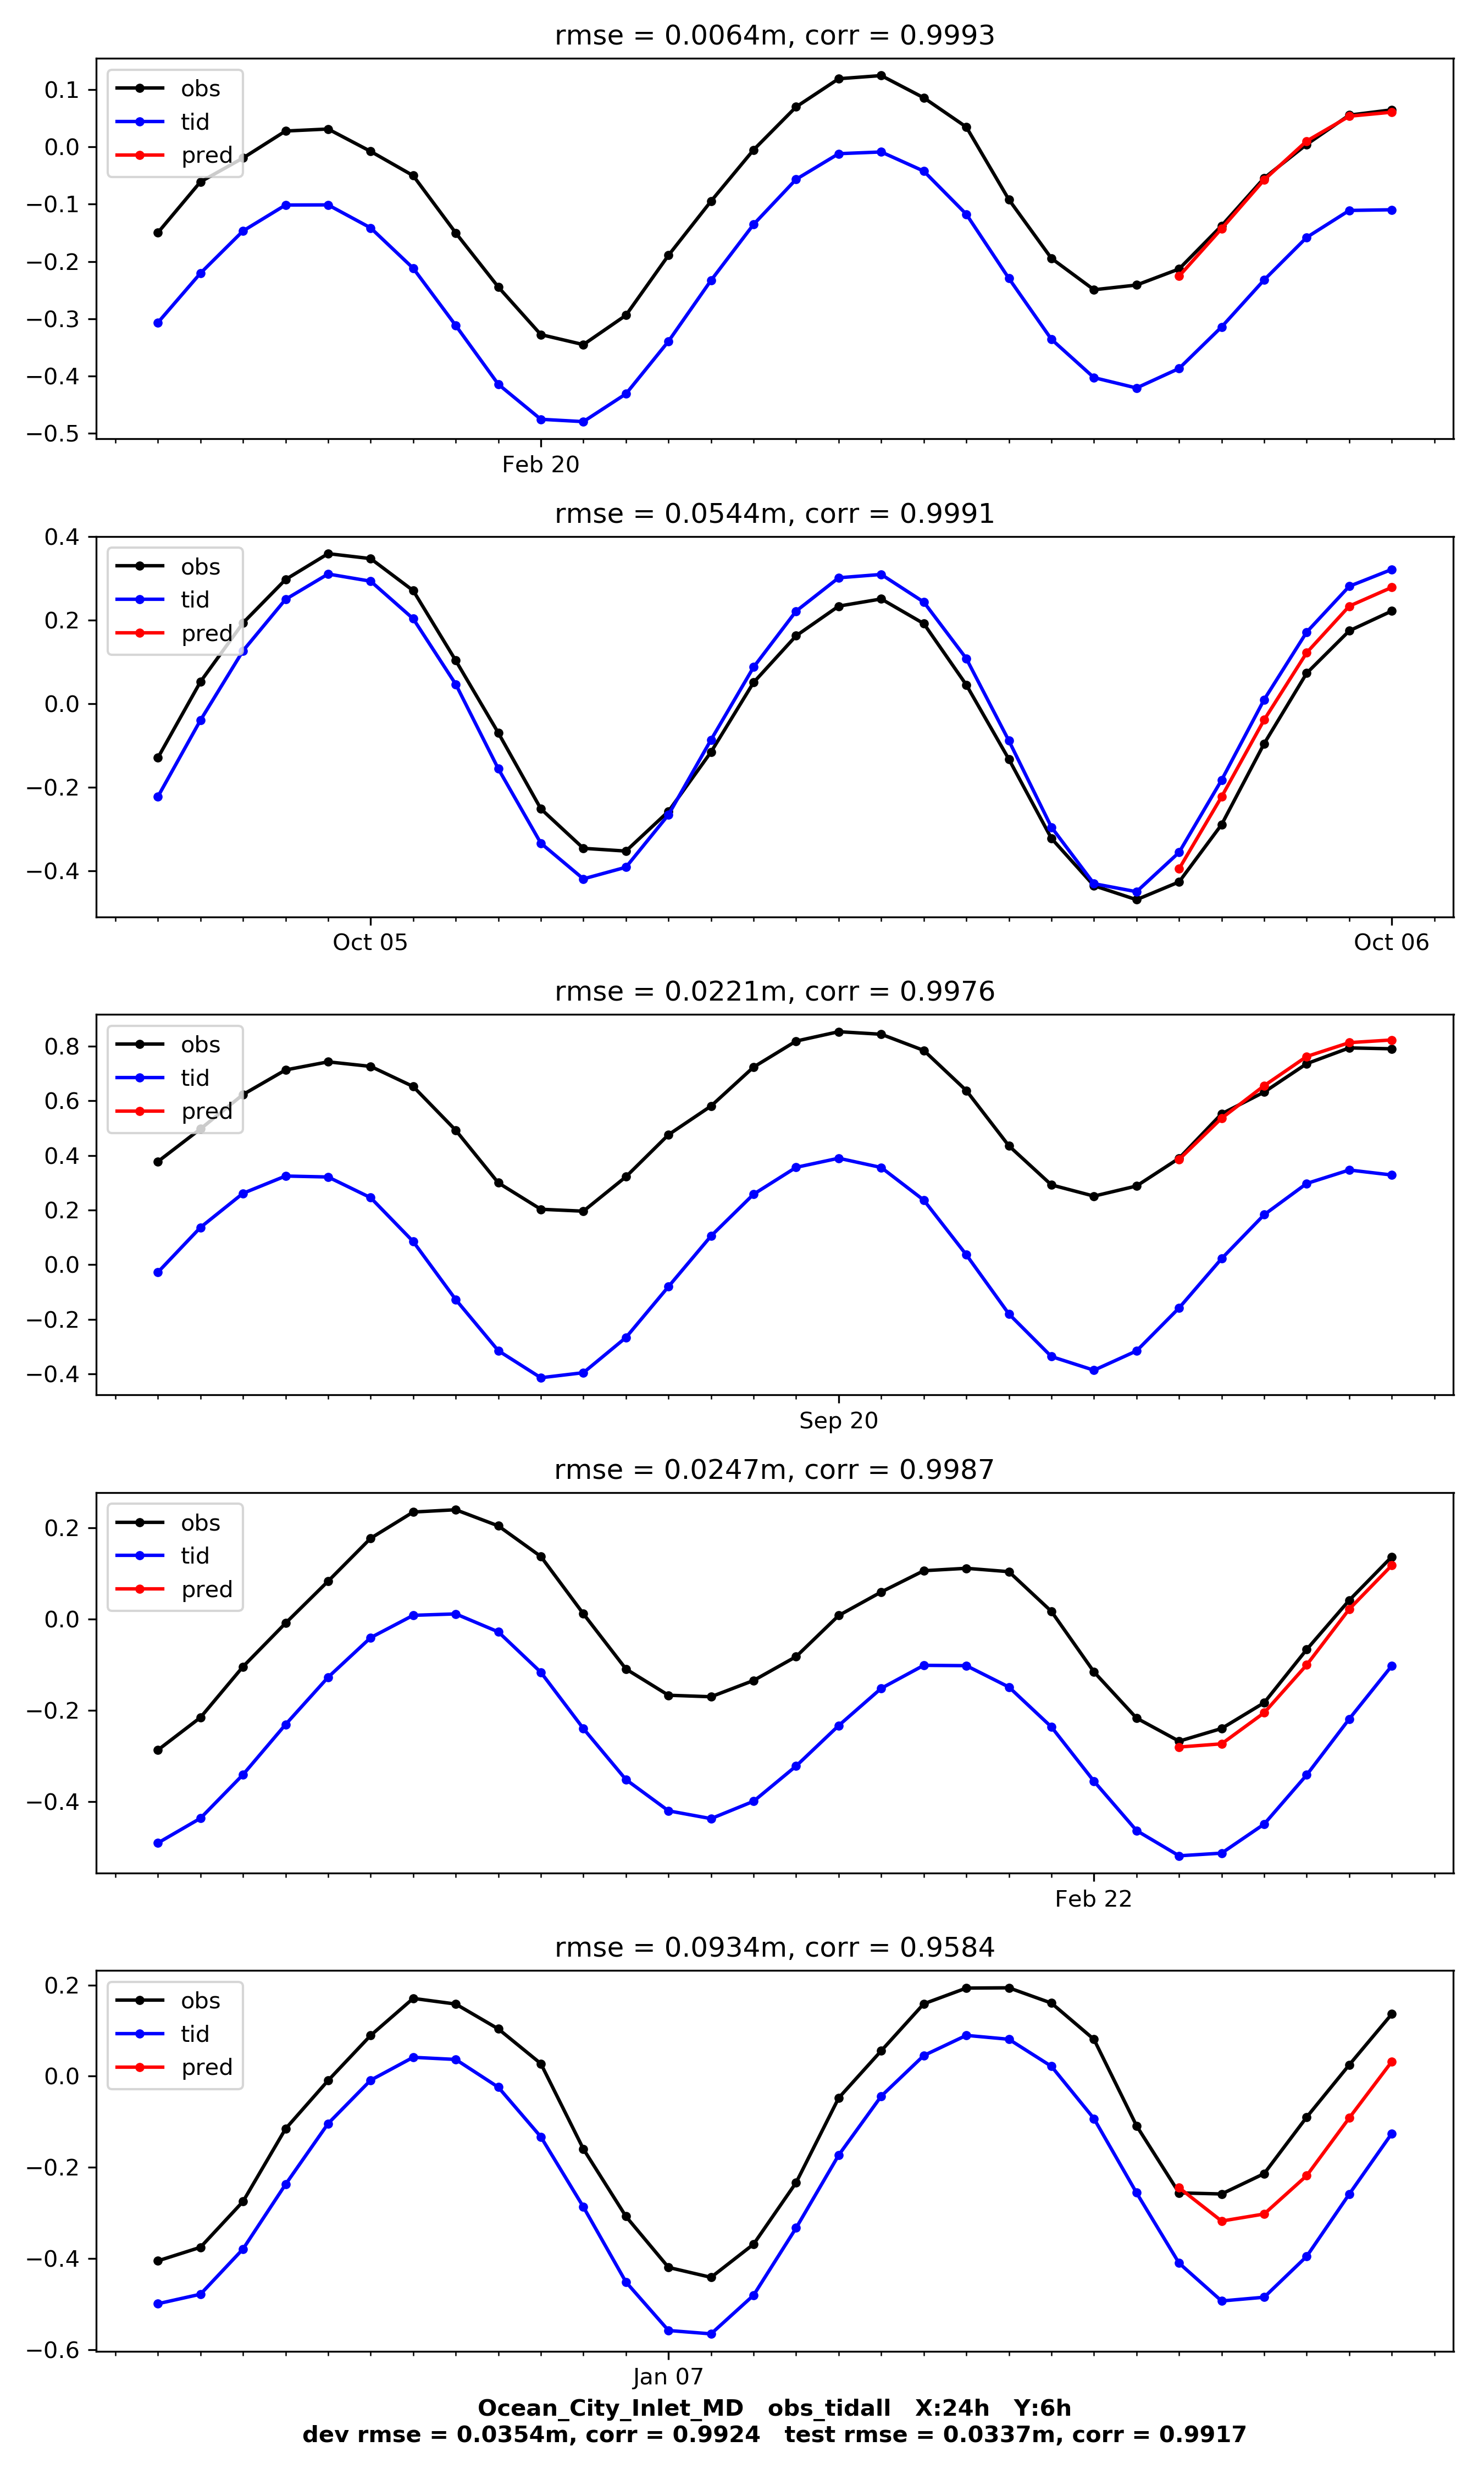 rmse = 0.0064m, corr = 0.9993
obs
tid
pred
0.1
0.0
−0.1
−0.2
−0.3
−0.4
−0.5
Feb 20
rmse = 0.0544m, corr = 0.9991
obs
tid
pred
0.4
0.2
0.0
−0.2
−0.4
Oct 05
Oct 06
rmse = 0.0221m, corr = 0.9976
obs
tid
pred
0.8
0.6
0.4
0.2
0.0
−0.2
−0.4
Sep 20
rmse = 0.0247m, corr = 0.9987
obs
tid
pred
0.2
0.0
−0.2
−0.4
Feb 22
rmse = 0.0934m, corr = 0.9584
obs
tid
pred
0.2
0.0
−0.2
−0.4
−0.6
Jan 07
Ocean_City_Inlet_MD obs_tidall X:24h Y:6h
dev rmse = 0.0354m, corr = 0.9924 test rmse = 0.0337m, corr = 0.9917